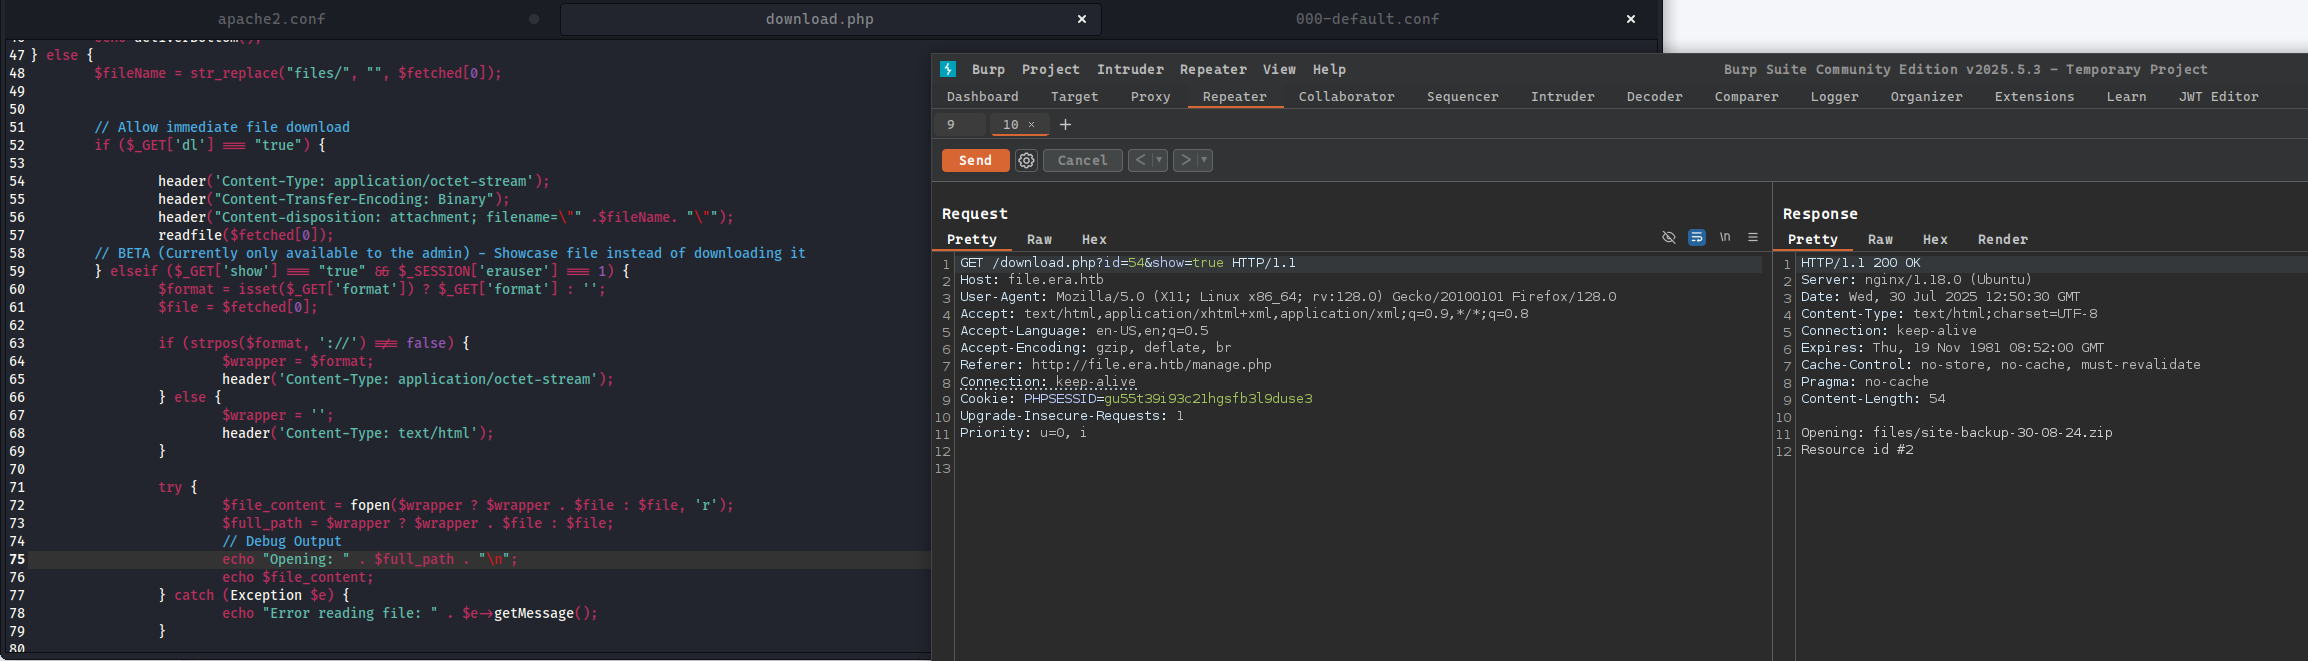 apache2.conf
download.php
000-default.conf
47 } else {
48 $fileName = str_replace("files/", "", $fetched[0]);
49
50
51 // Allow immediate file download
52 if ($_GET['dl'] === "true") {
53
54 header('Content-Type: application/octet-stream');
55 header("Content-Transfer-Encoding: Binary");
56 header("Content-disposition: attachment; filename=\"" .$fileName. "\"");
57 readfile($fetched[0]);
58 // BETA (Currently only available to the admin) - Showcase file instead of downloading it
59 } elseif ($_GET['show'] === "true" && $_SESSION['erauser'] === 1) {
60 $format = isset($_GET['format']) ? $_GET['format'] : '';
61 $file = $fetched[0];
62
63 if (strpos($format, '://') !== false) {
64 $wrapper = $format;
65 header('Content-Type: application/octet-stream');
66 } else {
67 $wrapper = '';
68 header('Content-Type: text/html');
69 }
70
71 try {
72 $file_content = fopen($wrapper ? $wrapper . $file : $file, 'r');
73 $full_path = $wrapper ? $wrapper . $file : $file;
74 // Debug Output
75 echo "Opening: " . $full_path . "\n";
76 echo $file_content;
77 } catch (Exception $e) {
78 echo "Error reading file: " . $e->getMessage();
79 }
80
Burp Project Intruder Repeater View Help
Burp Suite Community Edition v2025.5.3 - Temporary Project
Dashboard Target Proxy Repeater Collaborator Sequencer Intruder Decoder Comparer Logger Organizer Extensions Learn JWT Editor
9 10 × +
Send Cancel < >
Request
Pretty Raw Hex
\n
1 GET /download.php?id=54&show=true HTTP/1.1
2 Host: file.era.htb
3 User-Agent: Mozilla/5.0 (X11; Linux x86_64; rv:128.0) Gecko/20100101 Firefox/128.0
4 Accept: text/html,application/xhtml+xml,application/xml;q=0.9,*/*;q=0.8
5 Accept-Language: en-US,en;q=0.5
6 Accept-Encoding: gzip, deflate, br
7 Referer: http://file.era.htb/manage.php
8 Connection: keep-alive
9 Cookie: PHPSESSID=gu55t39i93c21hgsfb3l9duse3
10 Upgrade-Insecure-Requests: 1
11 Priority: u=0, i
12
13
Response
Pretty Raw Hex Render
1 HTTP/1.1 200 OK
2 Server: nginx/1.18.0 (Ubuntu)
3 Date: Wed, 30 Jul 2025 12:50:30 GMT
4 Content-Type: text/html;charset=UTF-8
5 Connection: keep-alive
6 Expires: Thu, 19 Nov 1981 08:52:00 GMT
7 Cache-Control: no-store, no-cache, must-revalidate
8 Pragma: no-cache
9 Content-Length: 54
10
11 Opening: files/site-backup-30-08-24.zip
12 Resource id #2